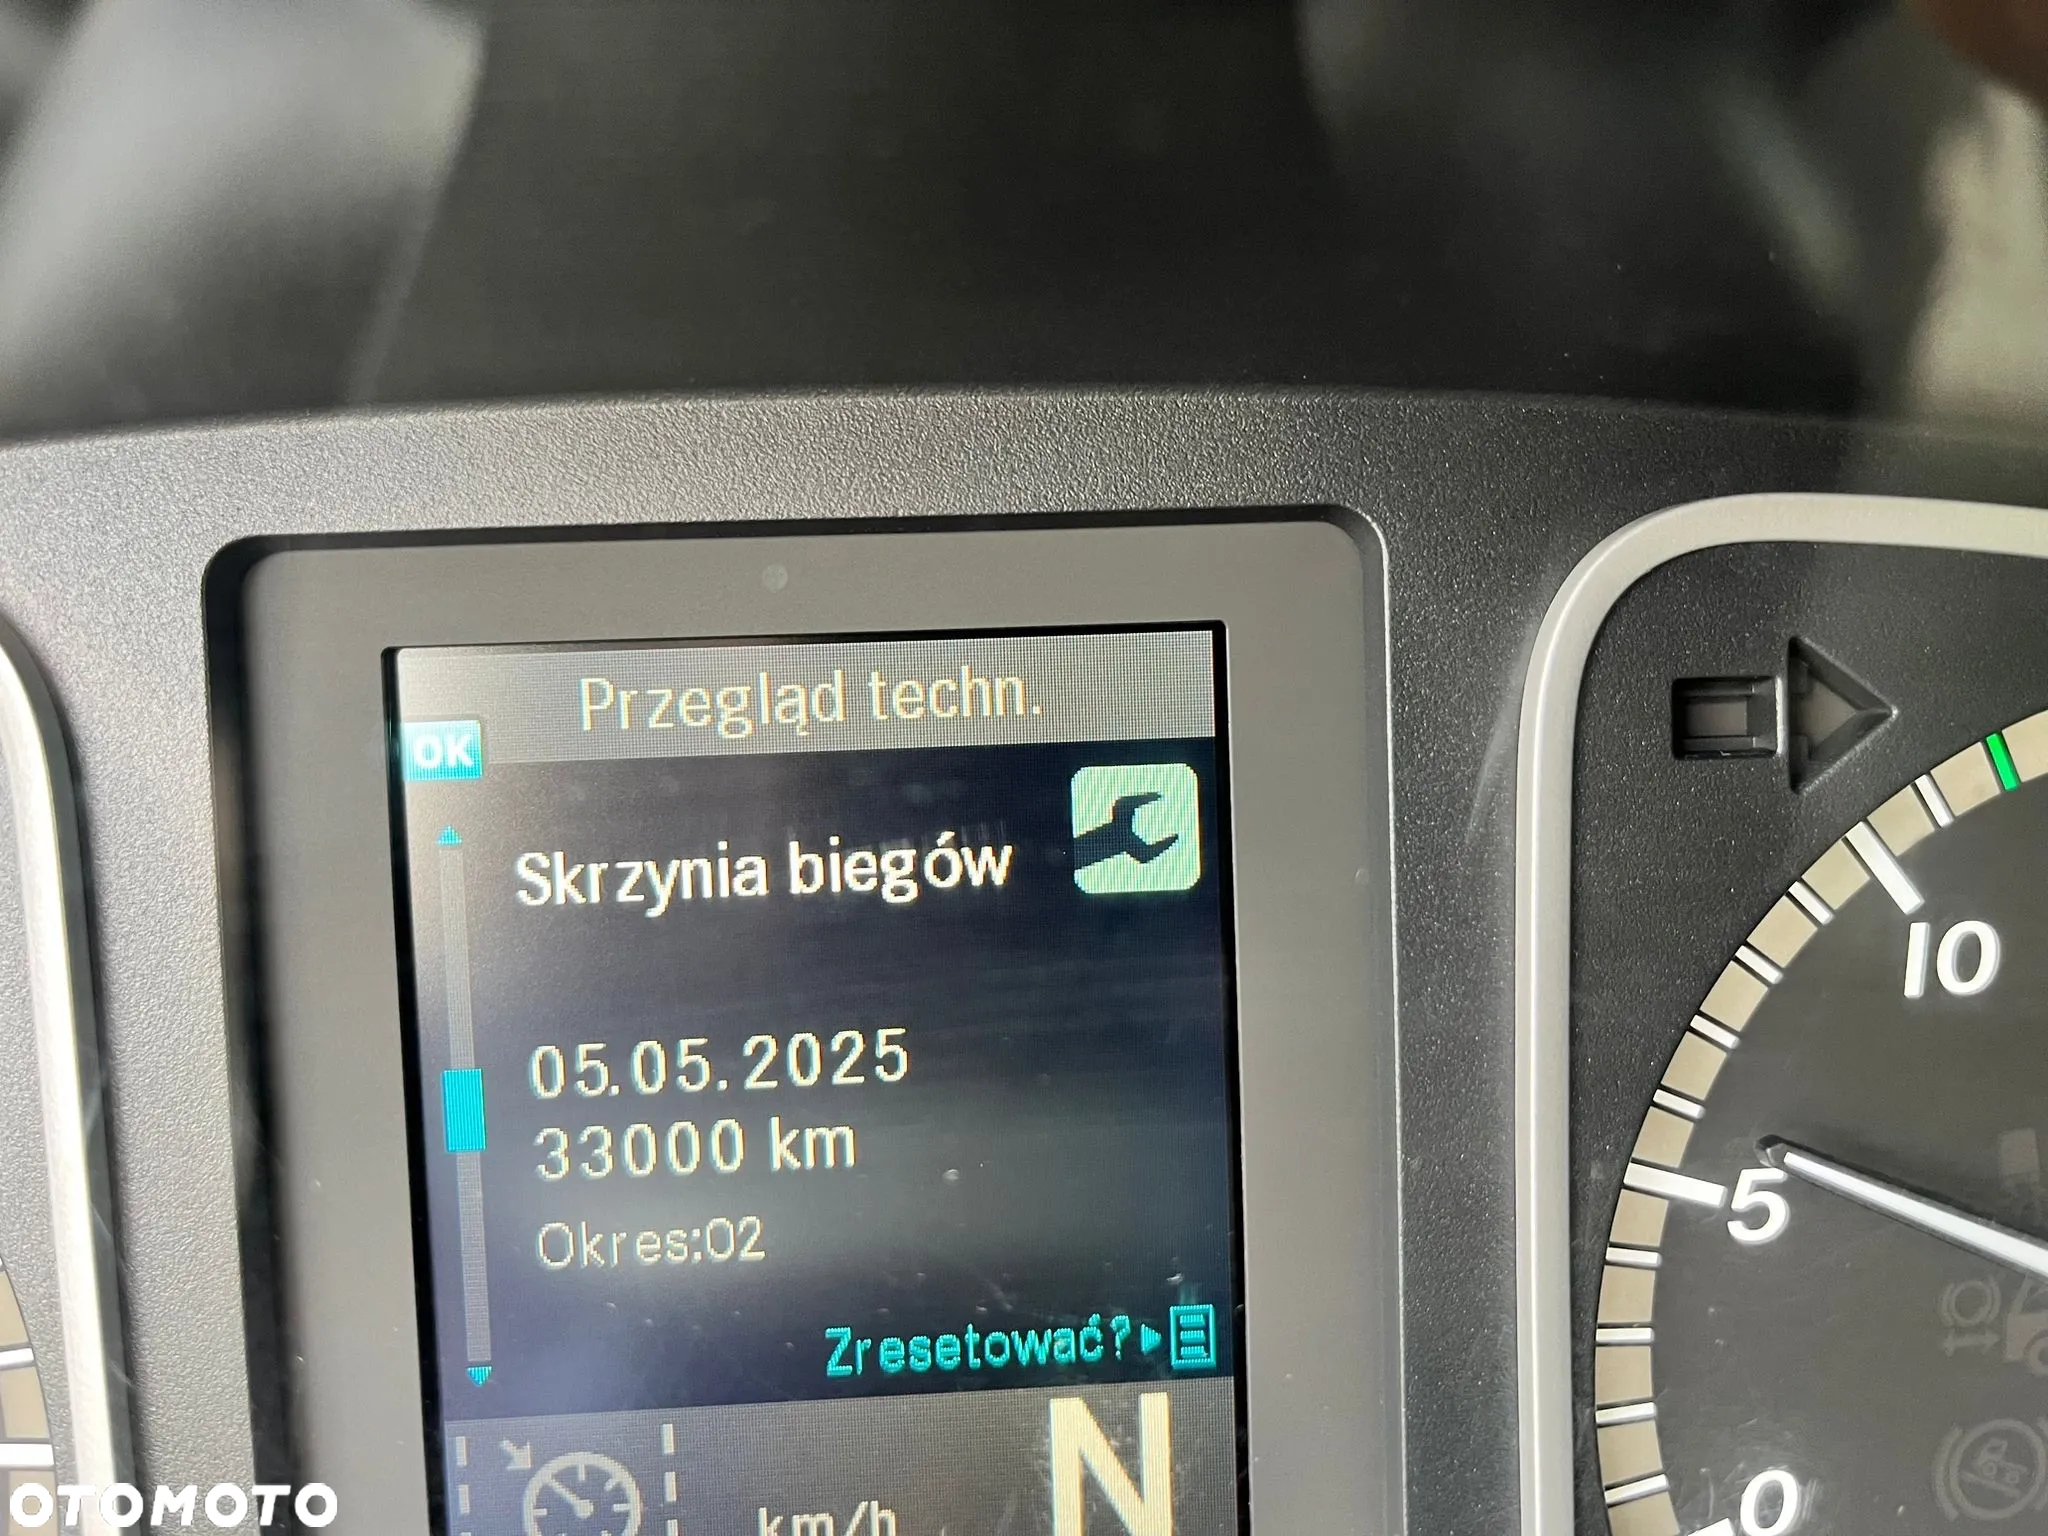 Przegląd techn.
OK
Skrzynia biegów
05.05.2025
33000 km
Okres:02
Zresetować?
N
km/h
10
5
0
OTOMOTO